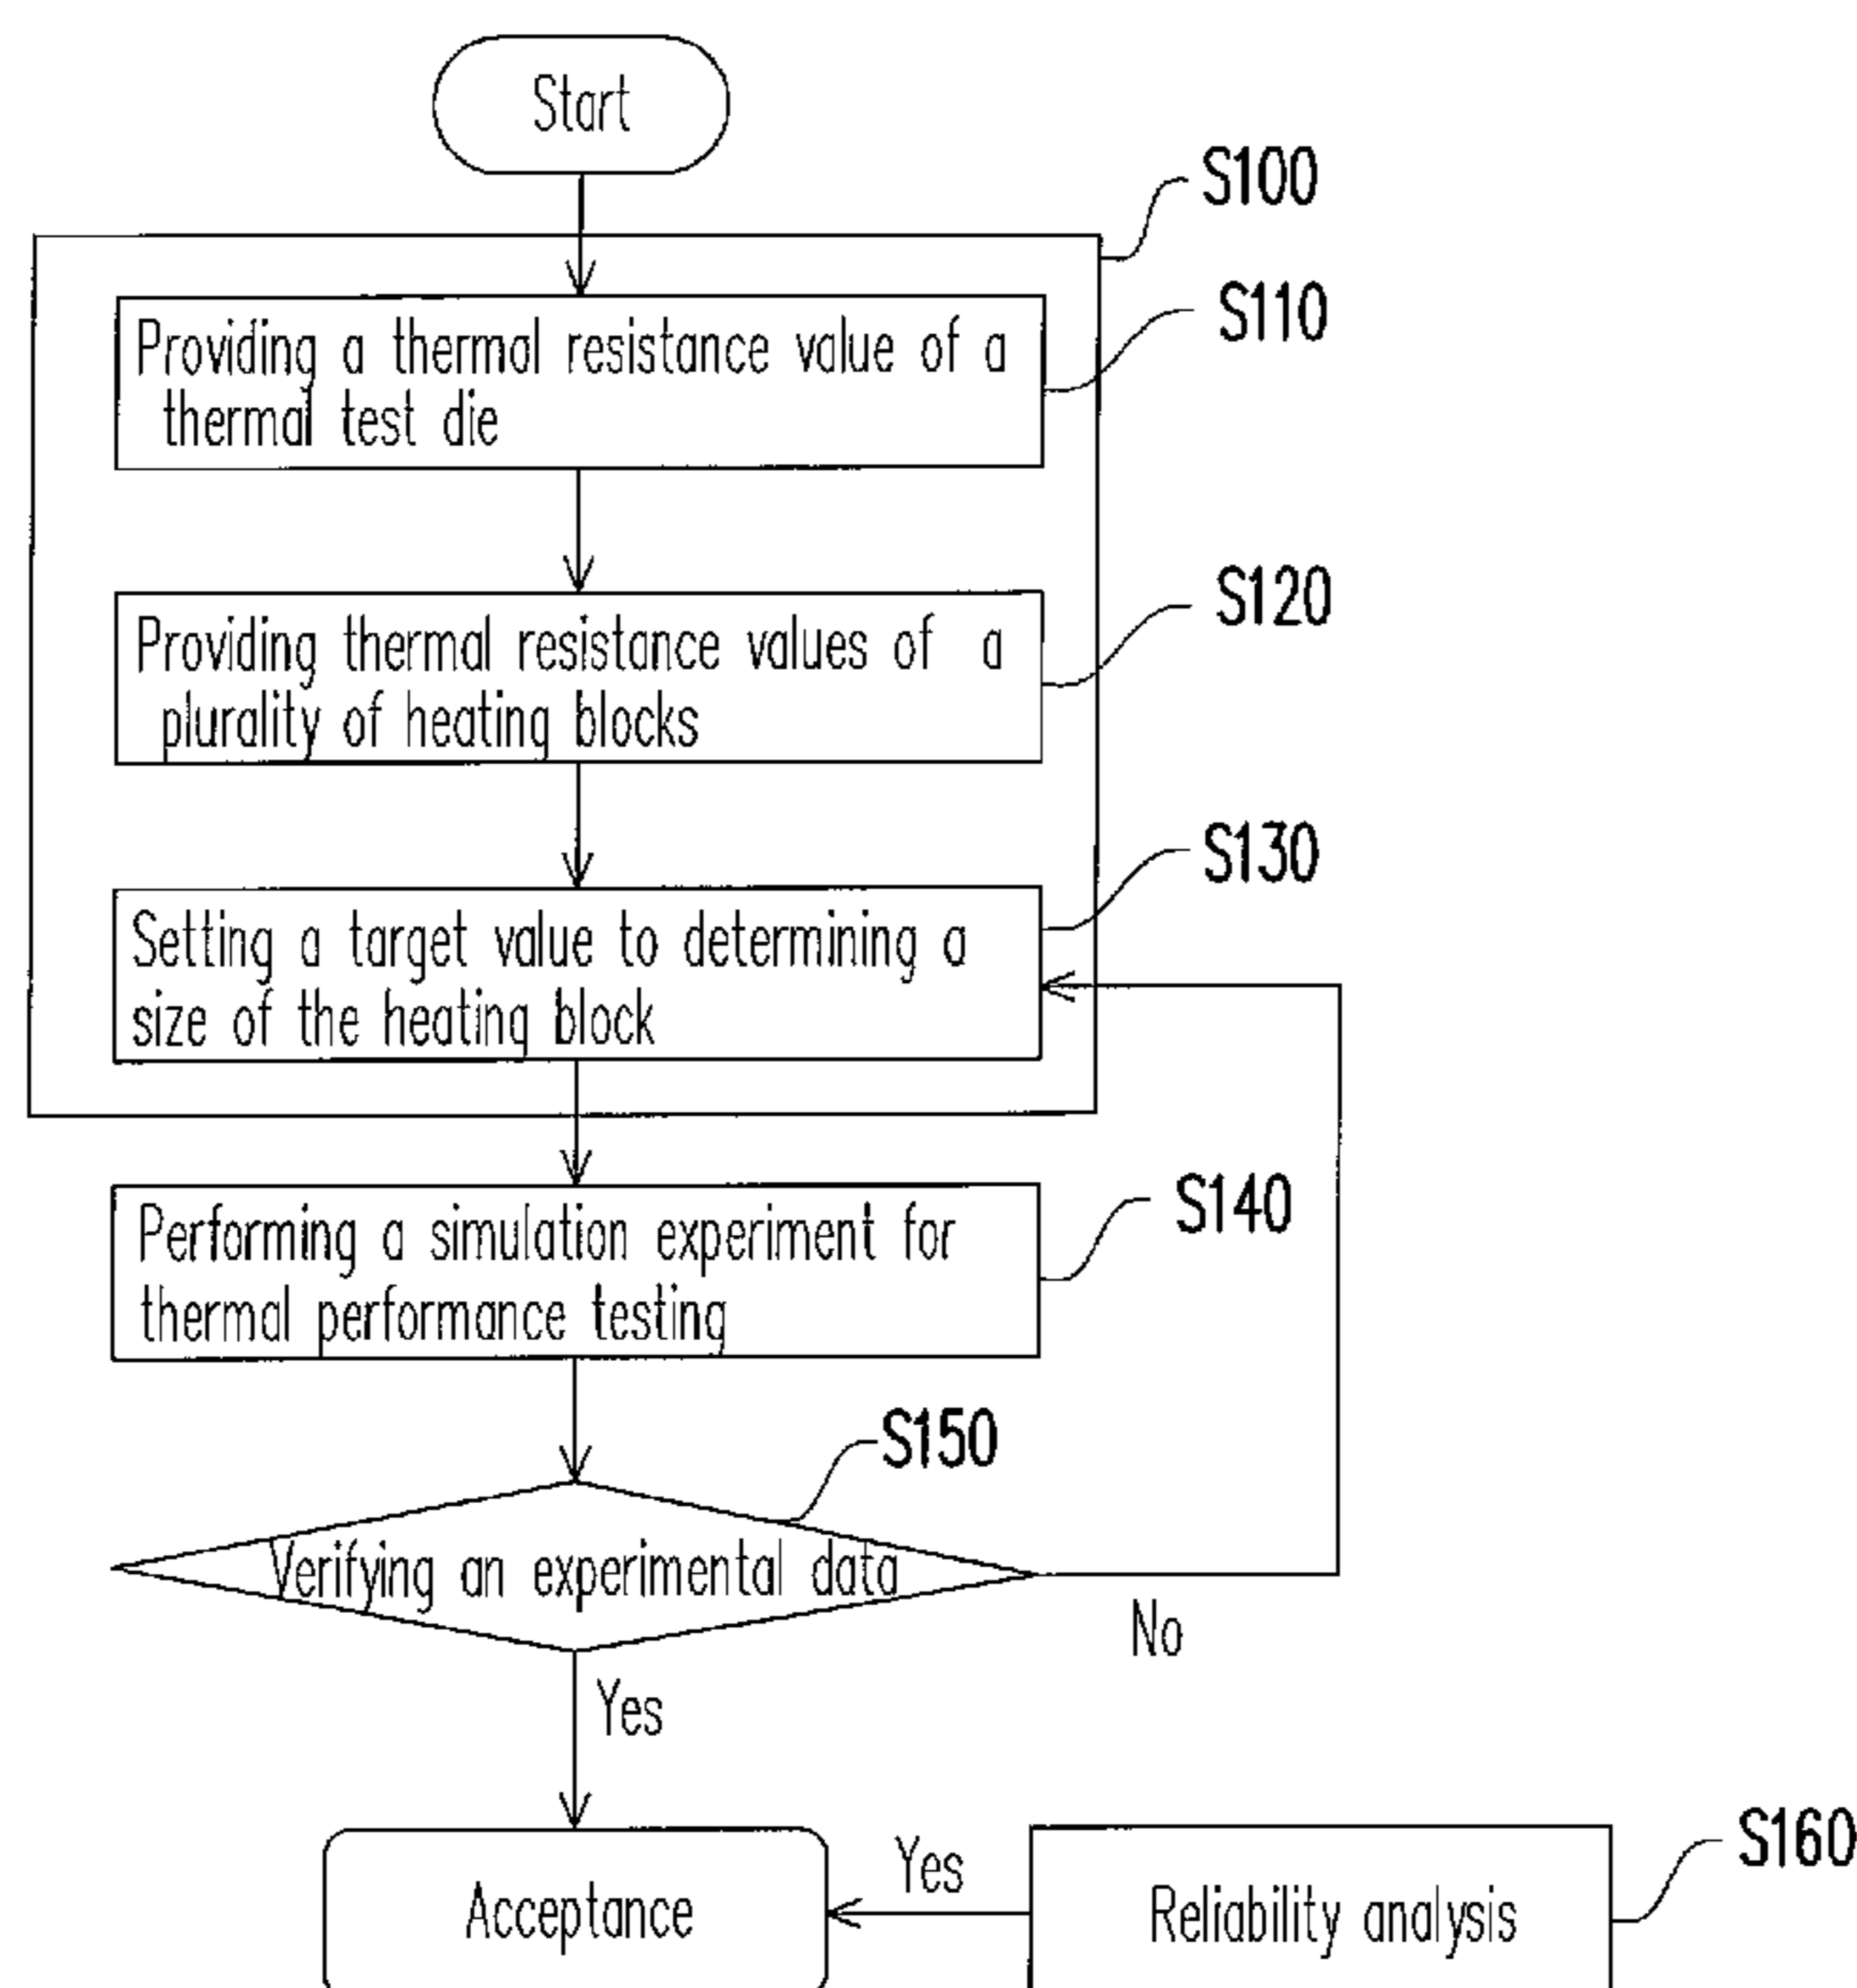 Start
S100
Providing a thermal resistance value of a
thermal test die
S110
Providing thermal resistance values of a
plurality of heating blocks
S120
Setting a target value to determining a
size of the heating block
S130
Performing a simulation experiment for
thermal performance testing
S140
S150
Verifying an experimental data
No
Yes
Acceptance
Yes
Reliability analysis
S160